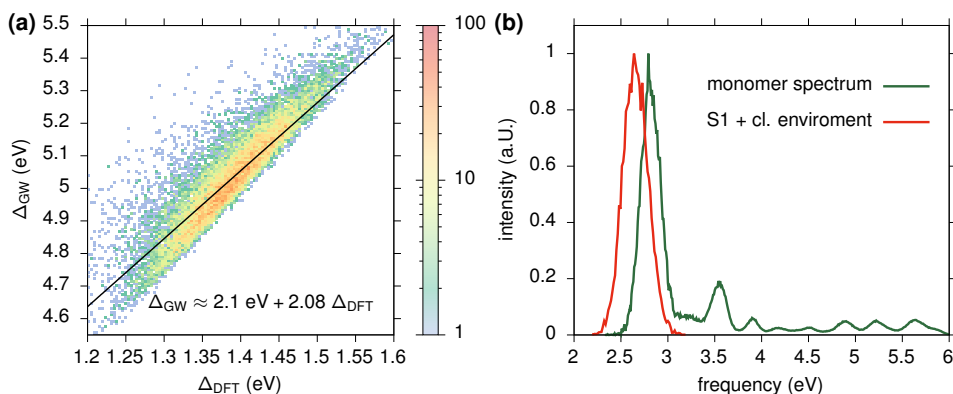 (a)
Δ_GW (eV)
5.5
5.4
5.3
5.2
5.1
5
4.9
4.8
4.7
4.6
Δ_GW ≈ 2.1 eV + 2.08 Δ_DFT
1.2 1.25 1.3 1.35 1.4 1.45 1.5 1.55 1.6
Δ_DFT (eV)
100
10
1
(b)
intensity (a.U.)
1
0.8
0.6
0.4
0.2
0
monomer spectrum
S1 + cl. enviroment
2 2.5 3 3.5 4 4.5 5 5.5 6
frequency (eV)